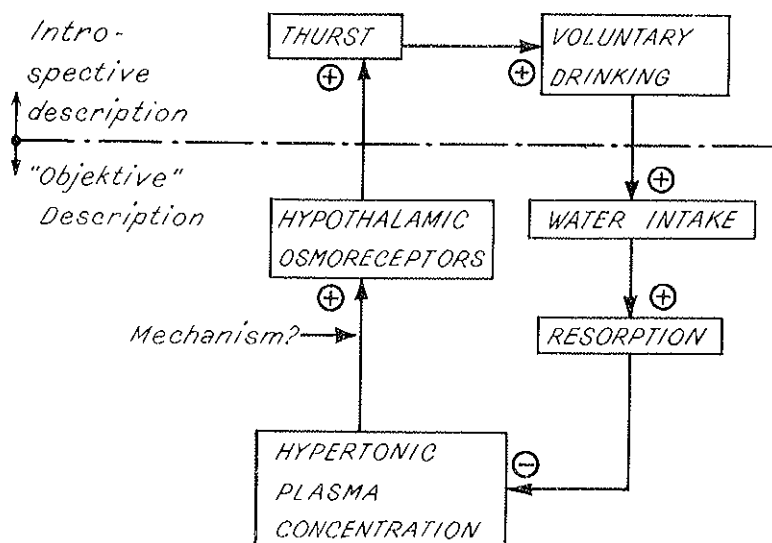 Intro-
spective
description
"Objektive"
Description
THURST
+
VOLUNTARY
DRINKING
+
HYPOTHALAMIC
OSMORECEPTORS
+
WATER INTAKE
+
RESORPTION
+
Mechanism?
HYPERTONIC
PLASMA
CONCENTRATION
−